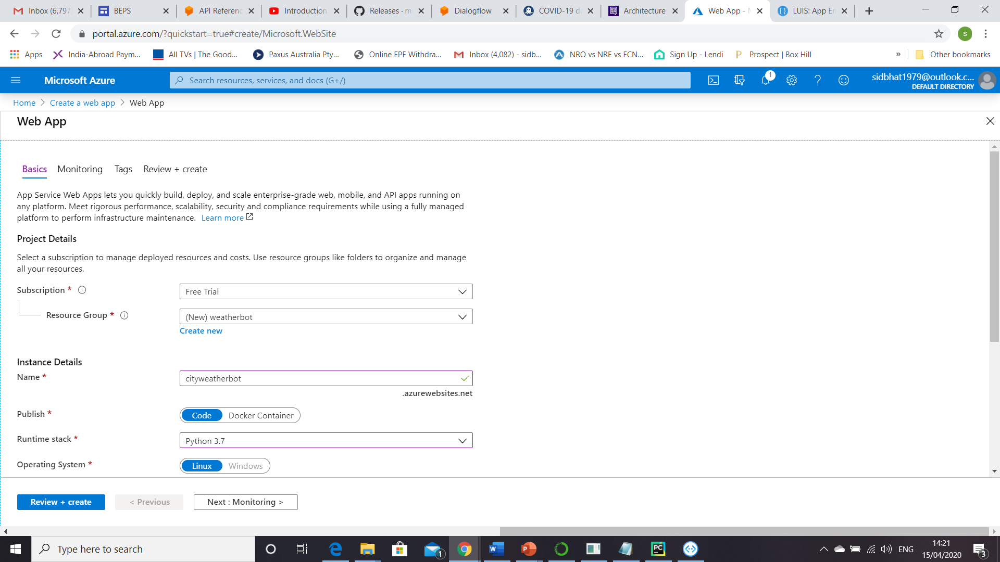 Inbox (6,797
BEPS
API Referenc
Introduction
Releases · m
Dialogflow
COVID-19 d
Architecture
Web App - M
LUIS: App En
portal.azure.com/?quickstart=true#create/Microsoft.WebSite
S
Apps
India-Abroad Paym...
All TVs | The Good...
Paxus Australia Pty...
Online EPF Withdra...
Inbox (4,082) - sidb...
NRO vs NRE vs FCN...
Sign Up - Lendi
Prospect | Box Hill
»
Other bookmarks
Microsoft Azure
Search resources, services, and docs (G+/)
1
sidbhat1979@outlook.c...
DEFAULT DIRECTORY
Home > Create a web app > Web App
Web App
Basics Monitoring Tags Review + create
App Service Web Apps lets you quickly build, deploy, and scale enterprise-grade web, mobile, and API apps running on
any platform. Meet rigorous performance, scalability, security and compliance requirements while using a fully managed
platform to perform infrastructure maintenance. Learn more
Project Details
Select a subscription to manage deployed resources and costs. Use resource groups like folders to organize and manage
all your resources.
Subscription *
Free Trial
Resource Group *
(New) weatherbot
Create new
Instance Details
Name *
cityweatherbot
.azurewebsites.net
Publish *
Code Docker Container
Runtime stack *
Python 3.7
Operating System *
Linux Windows
Review + create < Previous Next : Monitoring >
Type here to search
1
ENG
14:21
15/04/2020
3